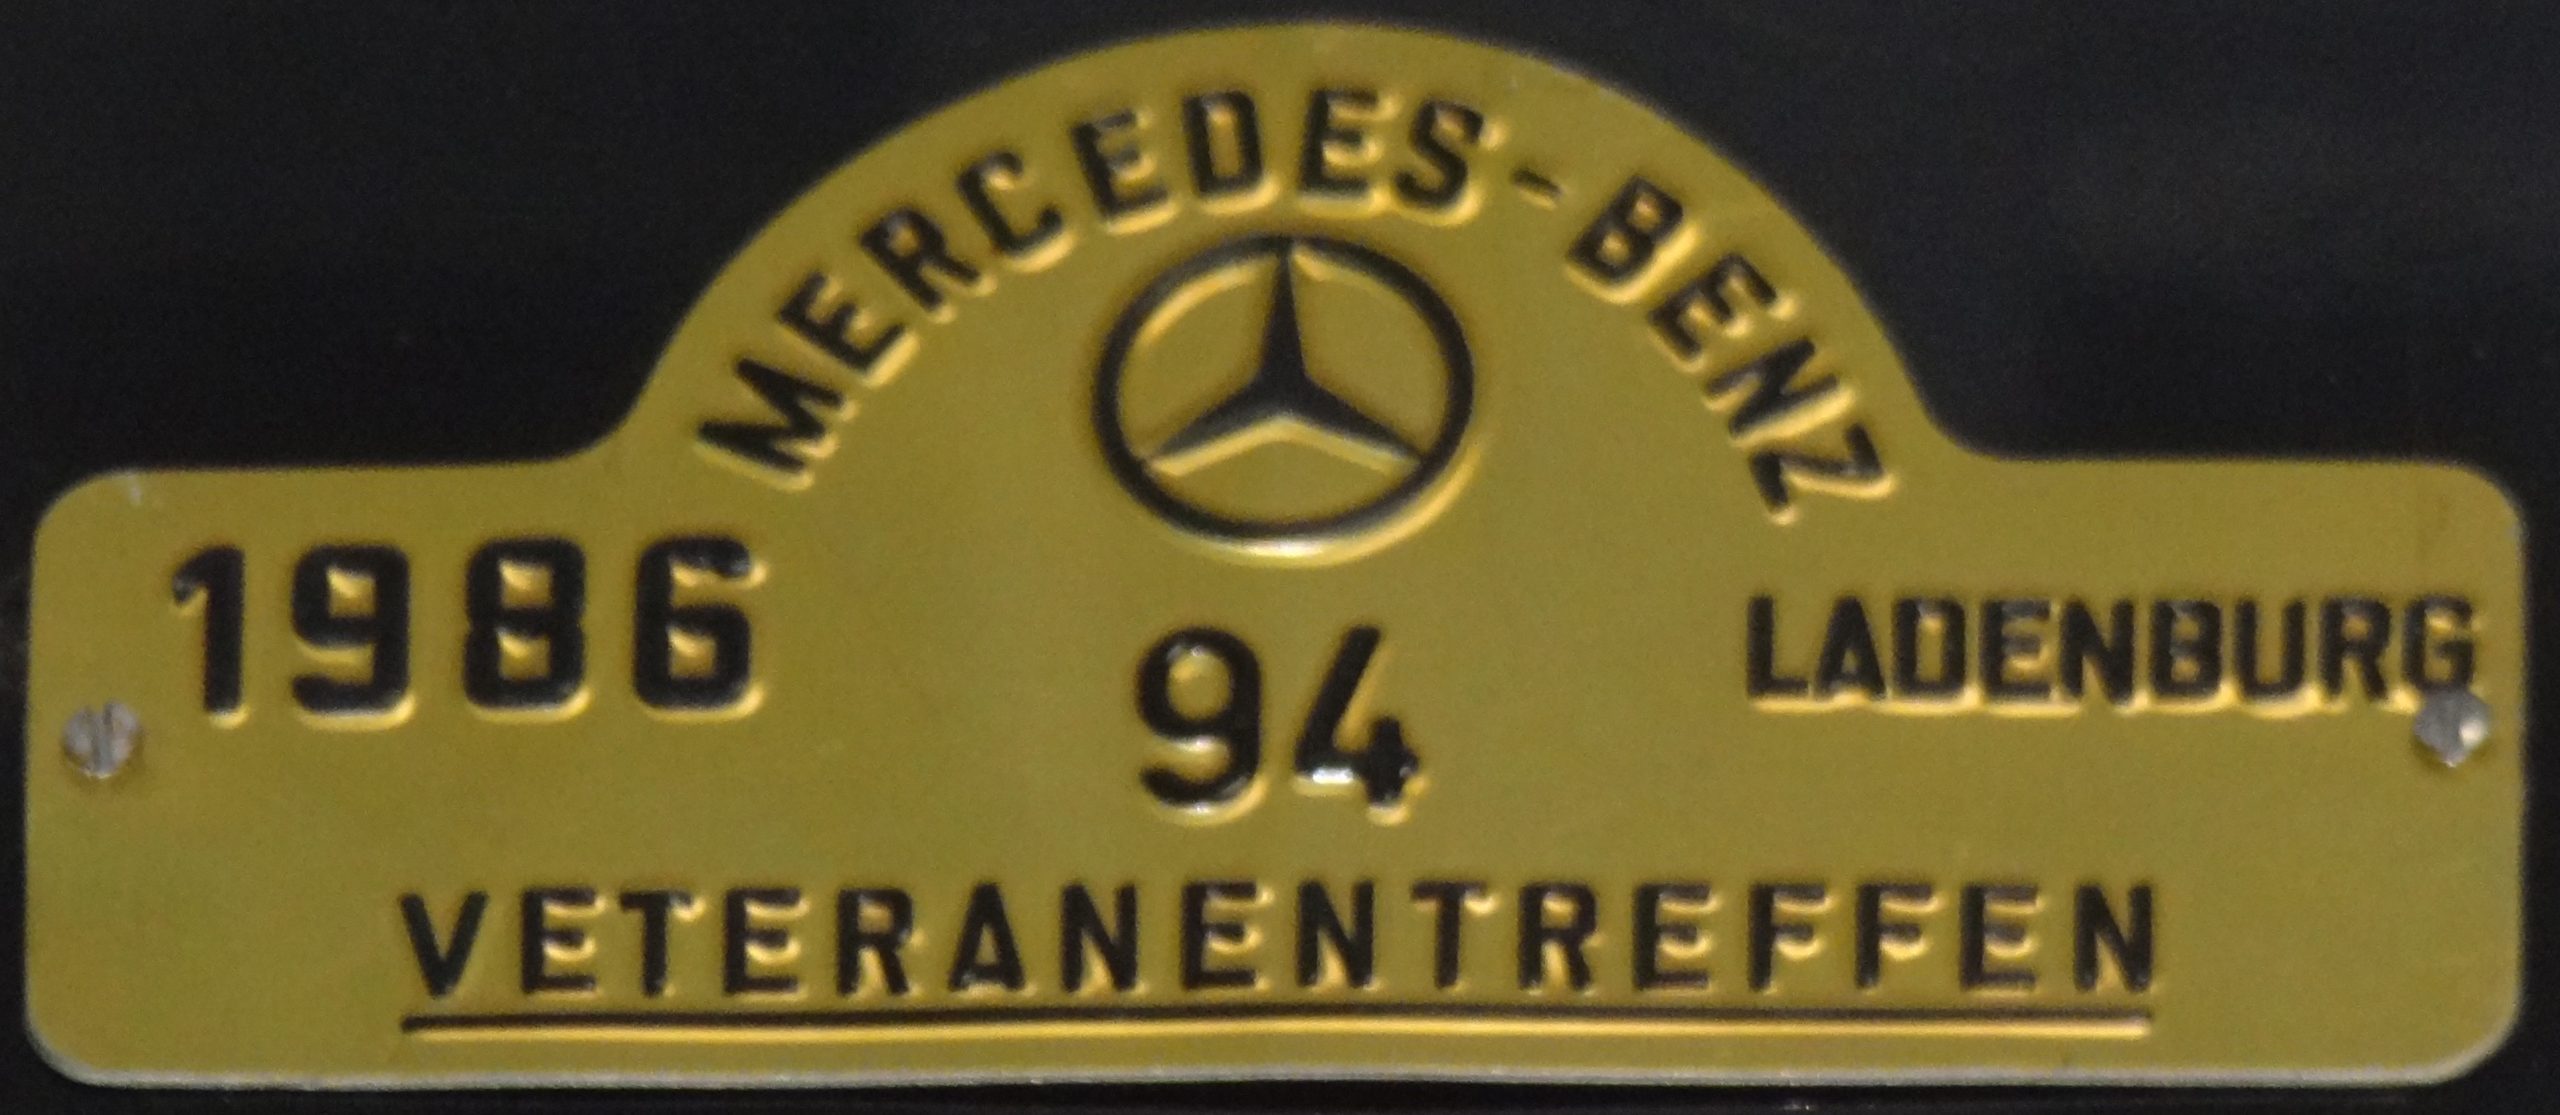 MERCEDES-BENZ
1986
94
LADENBURG
VETERANENTREFFEN